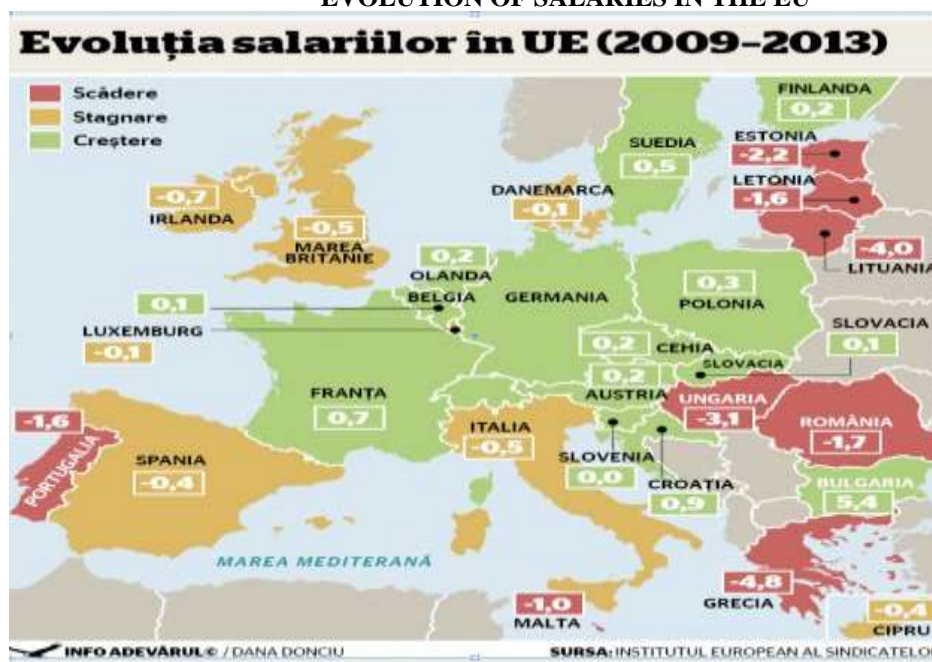 EVOLUTION OF SALARIES IN THE EU
Evoluția salariilor în UE (2009–2013)
Scădere
Stagnare
Creștere
FINLANDA
0,2
SUEDIA
0,5
ESTONIA
-2,2
LETONIA
-1,6
-4,0
LITUANIA
DANEMARCA
-0,1
-0,7
IRLANDA
-0,5
MAREA
BRITANIE
0,2
OLANDA
BELGIA
0,1
LUXEMBURG
-0,1
GERMANIA
0,3
POLONIA
SLOVACIA
0,1
0,2
CEHIA
SLOVACIA
0,2
AUSTRIA
FRANȚA
0,7
UNGARIA
-3,1
ROMÂNIA
-1,7
ITALIA
-0,5
SLOVENIA
0,0
CROAȚIA
0,9
BULGARIA
5,4
-1,6
PORTUGALIA
SPANIA
-0,4
MAREA MEDITERANĂ
-1,0
MALTA
-4,8
GRECIA
-0,4
CIPRU
INFO ADEVĂRUL© / DANA DONCIU
SURSA: INSTITUTUL EUROPEAN AL SINDICATELO